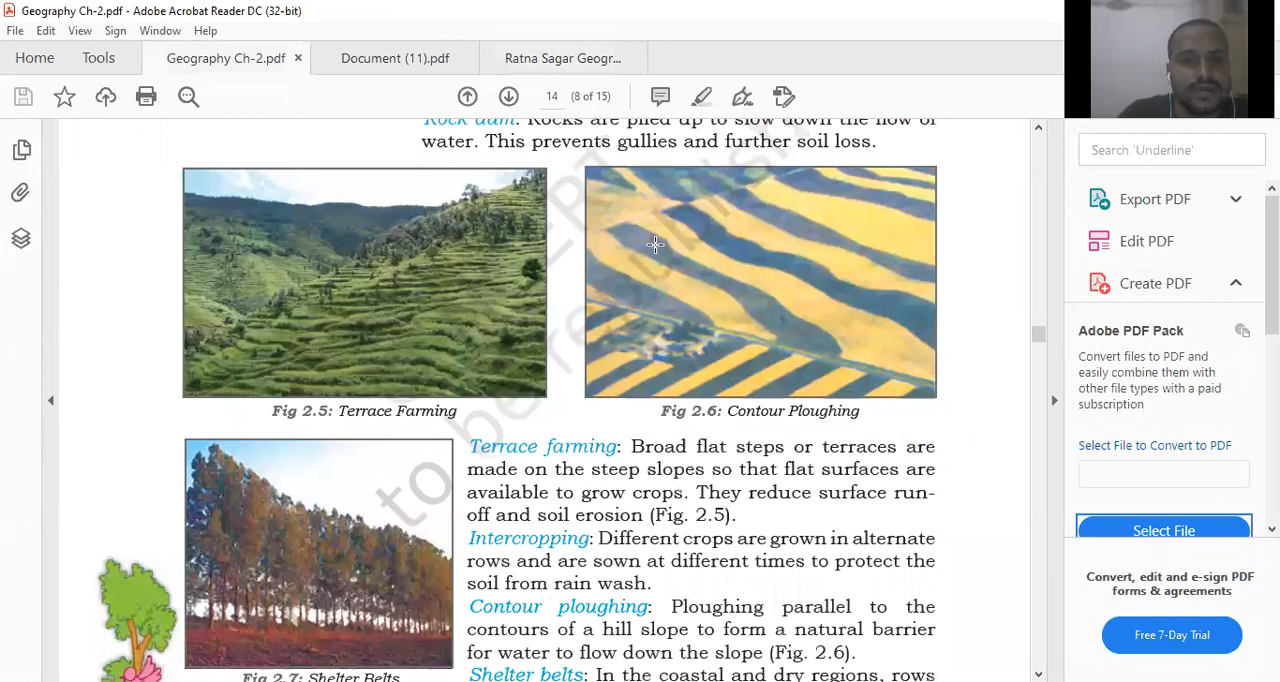 Geography Ch-2.pdf - Adobe Acrobat Reader DC (32-bit)
File Edit View Sign Window Help
Home Tools Geography Ch-2.pdf × Document (11).pdf Ratna Sagar Geogr...
14 (8 of 15)
Rock dam: Rocks are piled up to slow down the flow of
water. This prevents gullies and further soil loss.
Fig 2.5: Terrace Farming
Fig 2.6: Contour Ploughing
Terrace farming: Broad flat steps or terraces are
made on the steep slopes so that flat surfaces are
available to grow crops. They reduce surface run-
off and soil erosion (Fig. 2.5).
Intercropping: Different crops are grown in alternate
rows and are sown at different times to protect the
soil from rain wash.
Contour ploughing: Ploughing parallel to the
contours of a hill slope to form a natural barrier
for water to flow down the slope (Fig. 2.6).
Shelter belts: In the coastal and dry regions, rows
Fig 2.7: Shelter Belts
to be
Search 'Underline'
Export PDF
Edit PDF
Create PDF
Adobe PDF Pack
Convert files to PDF and
easily combine them with
other file types with a paid
subscription
Select File to Convert to PDF
Select File
Convert, edit and e-sign PDF
forms & agreements
Free 7-Day Trial